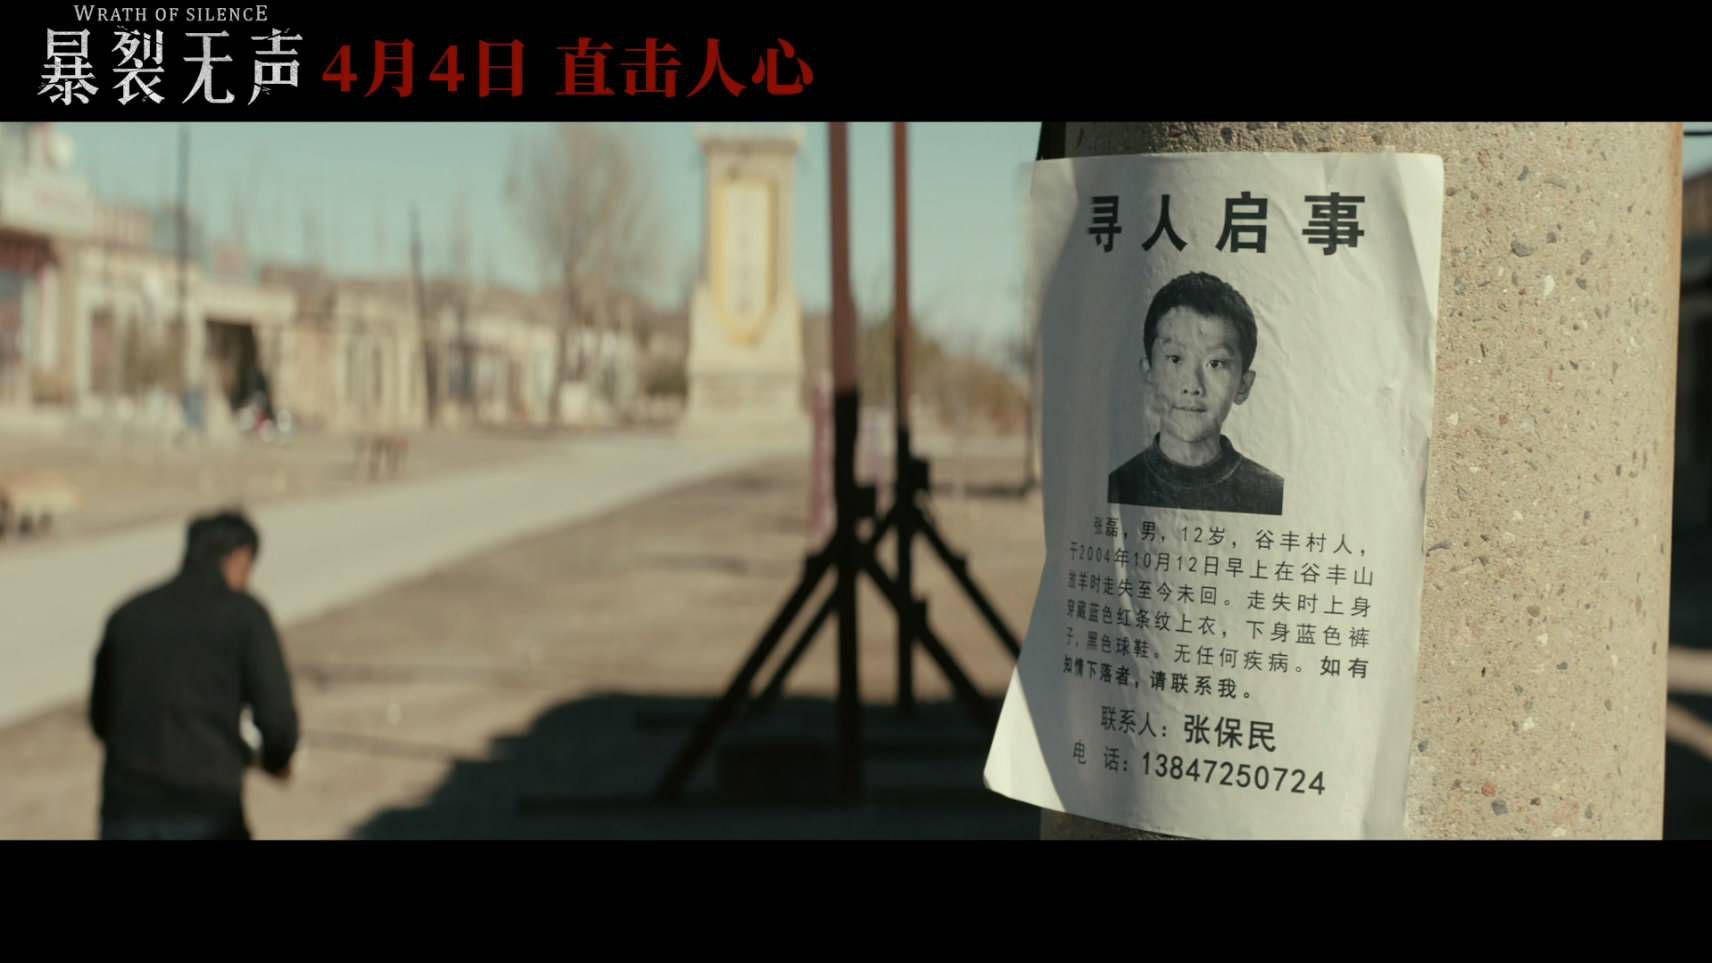 WRATH OF SILENCE
暴裂无声 4月4日 直击人心
寻人启事
张磊，男，12岁，谷丰村人，
于2004年10月12日早上在谷丰山
放羊时走失至今未回。走失时上身
穿藏蓝色红条纹上衣，下身蓝色裤
子，黑色球鞋。无任何疾病。如有
知情下落者，请联系我。
联系人：张保民
电 话：13847250724